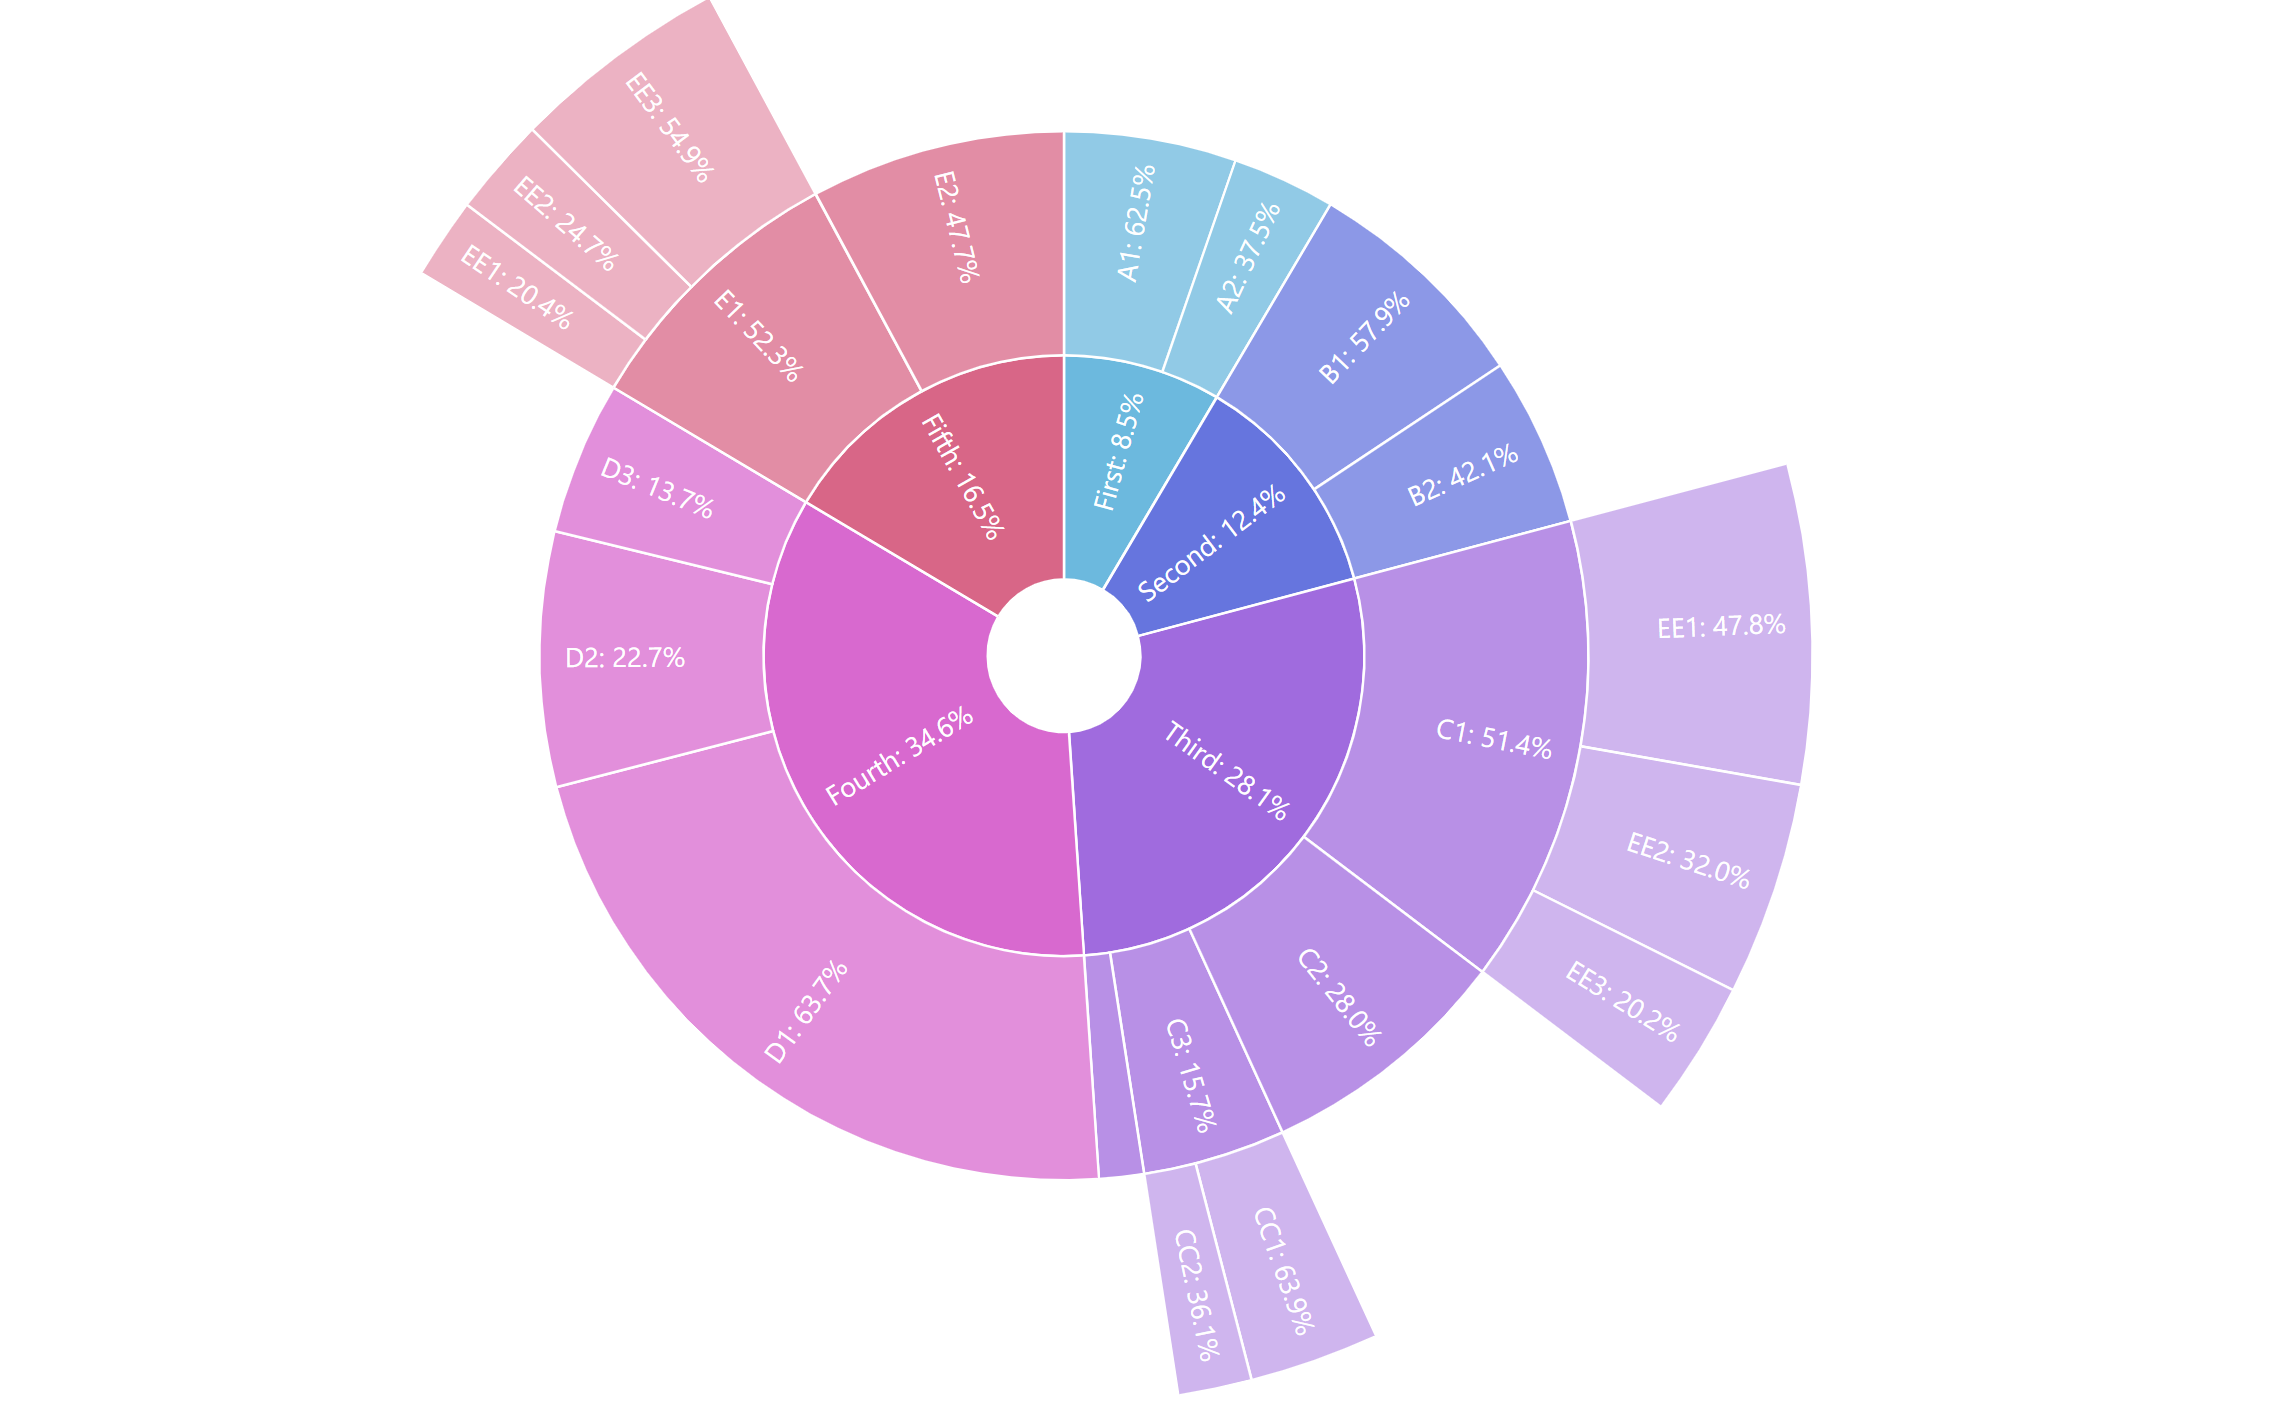 First: 8.5%
A1: 62.5%
A2: 37.5%
Second: 12.4%
B1: 57.9%
B2: 42.1%
Third: 28.1%
C1: 51.4%
EE1: 47.8%
EE2: 32.0%
EE3: 20.2%
C2: 28.0%
C3: 15.7%
CC1: 63.9%
CC2: 36.1%
Fourth: 34.6%
D1: 63.7%
D2: 22.7%
D3: 13.7%
Fifth: 16.5%
E1: 52.3%
EE1: 20.4%
EE2: 24.7%
EE3: 54.9%
E2: 47.7%